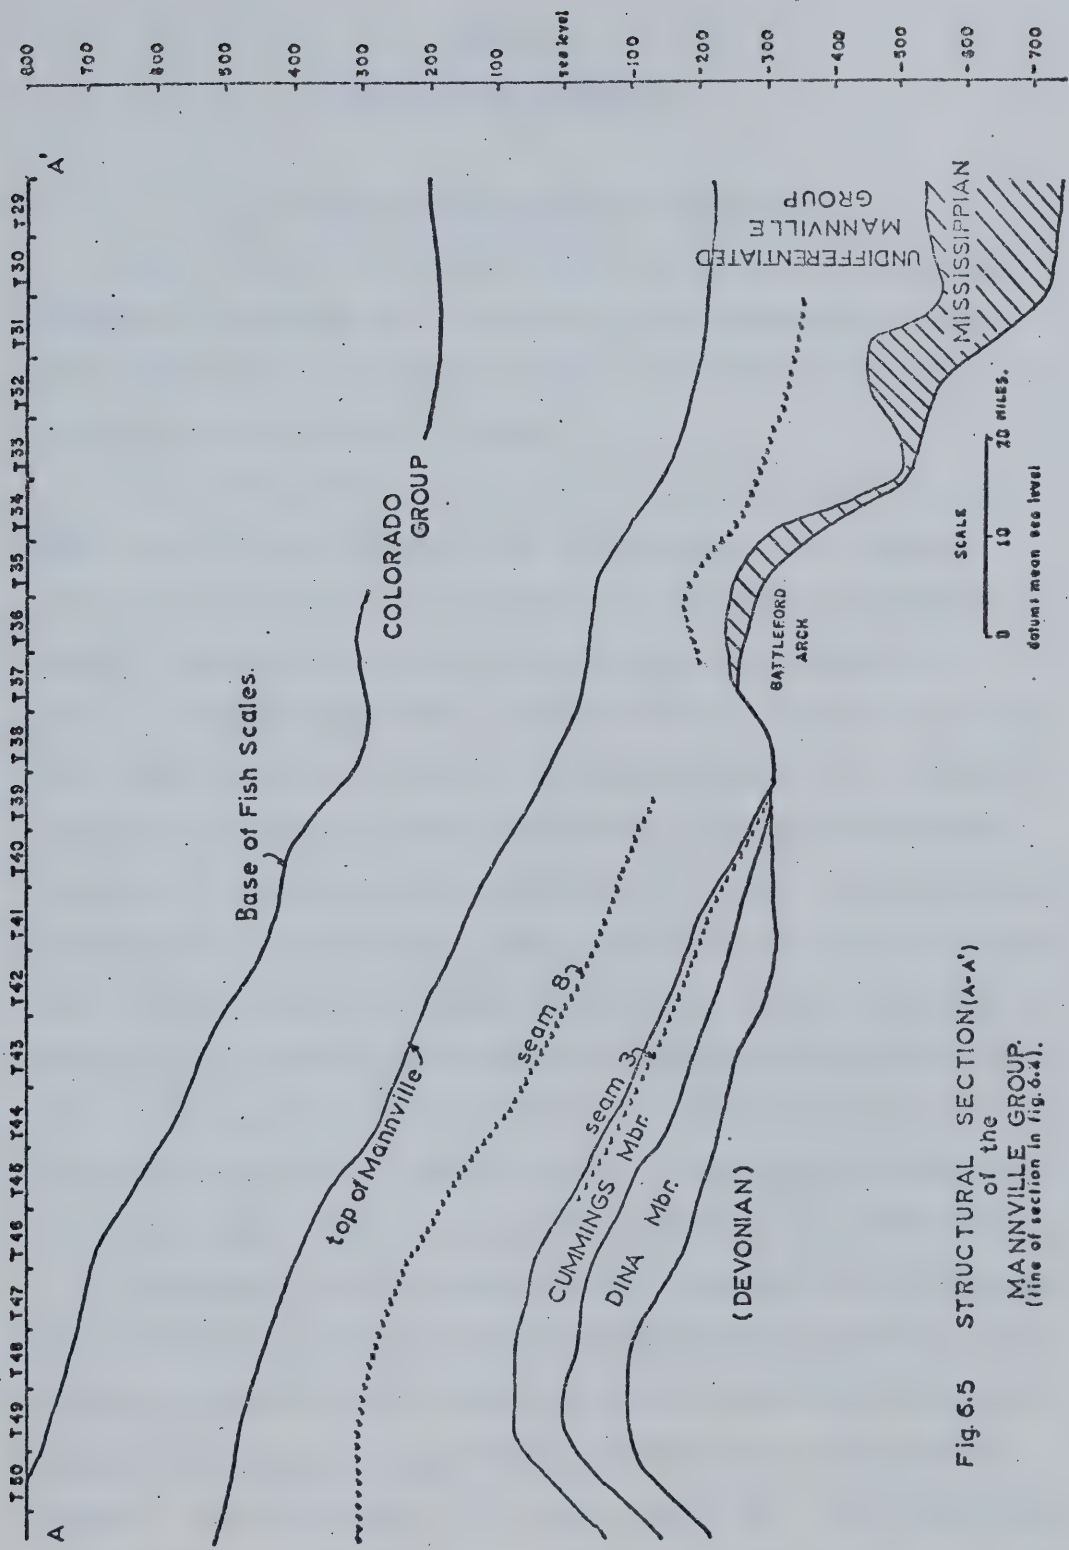 A
A'
T50 T49 T48 T47 T46 T45 T44 T43 T42 T41 T40 T39 T38 T37 T36 T35 T34 T33 T32 T31 T30 T29
800
700
600
500
400
300
200
100
sea level
-100
-200
-300
-400
-500
-600
-700
Base of Fish Scales.
COLORADO
GROUP
top of Mannville
seam 8
seam 3
CUMMINGS Mbr.
DINA Mbr.
(DEVONIAN)
BATTLEFORD
ARCH
UNDIFFERENTIATED
MANNVILLE
GROUP
MISSISSIPPIAN
SCALE
0 10 20 MILES.
datum: mean sea level
Fig. 6.5 STRUCTURAL SECTION (A-A')
of the
MANNVILLE GROUP.
(line of section in fig. 6.4).